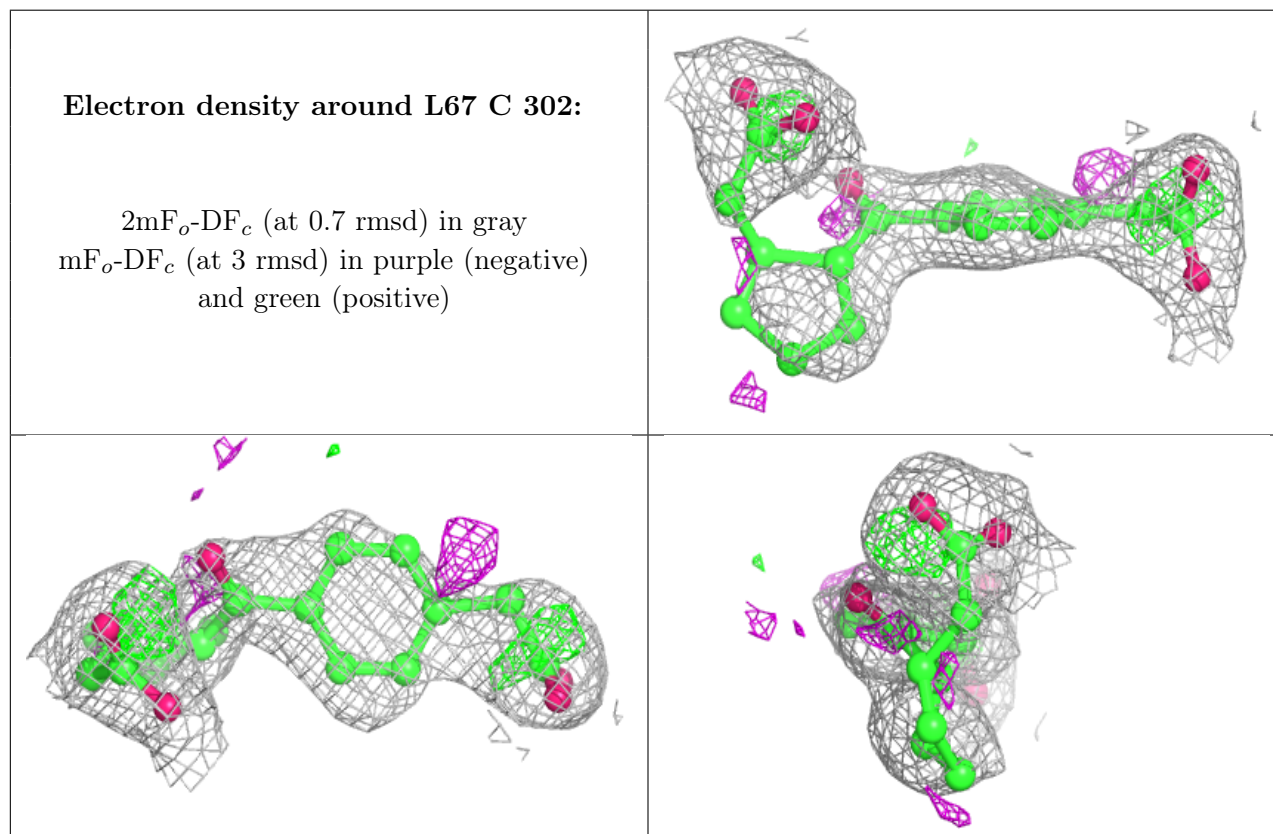 Electron density around L67 C 302:
2mFₒ-DF𝒸 (at 0.7 rmsd) in gray
mFₒ-DF𝒸 (at 3 rmsd) in purple (negative)
and green (positive)